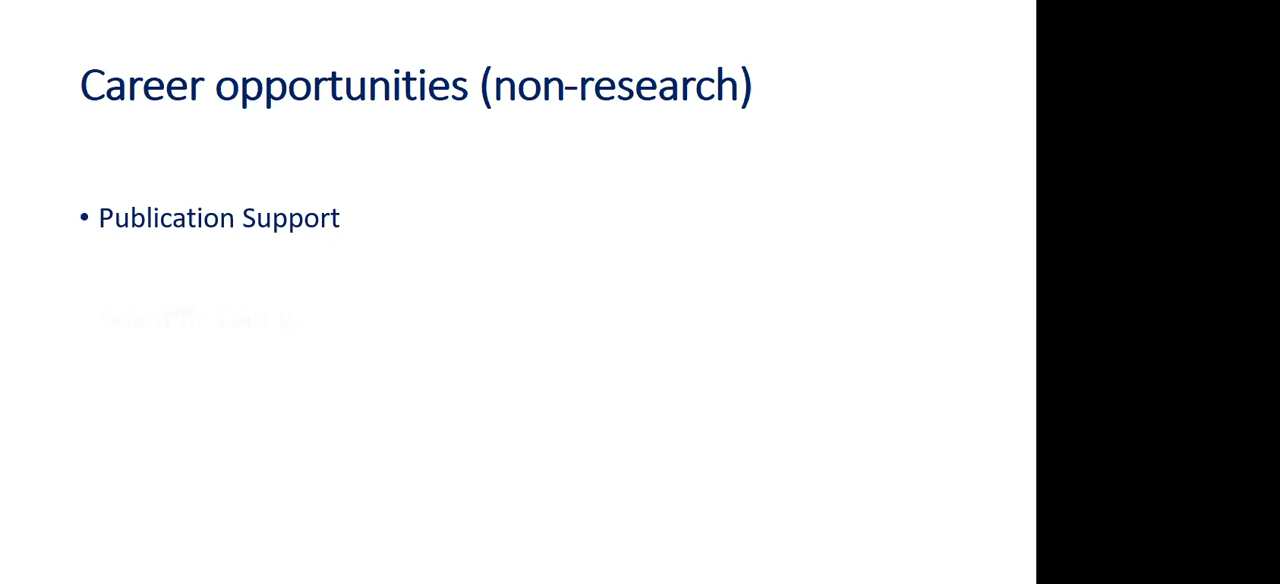 Career opportunities (non-research)
• Publication Support